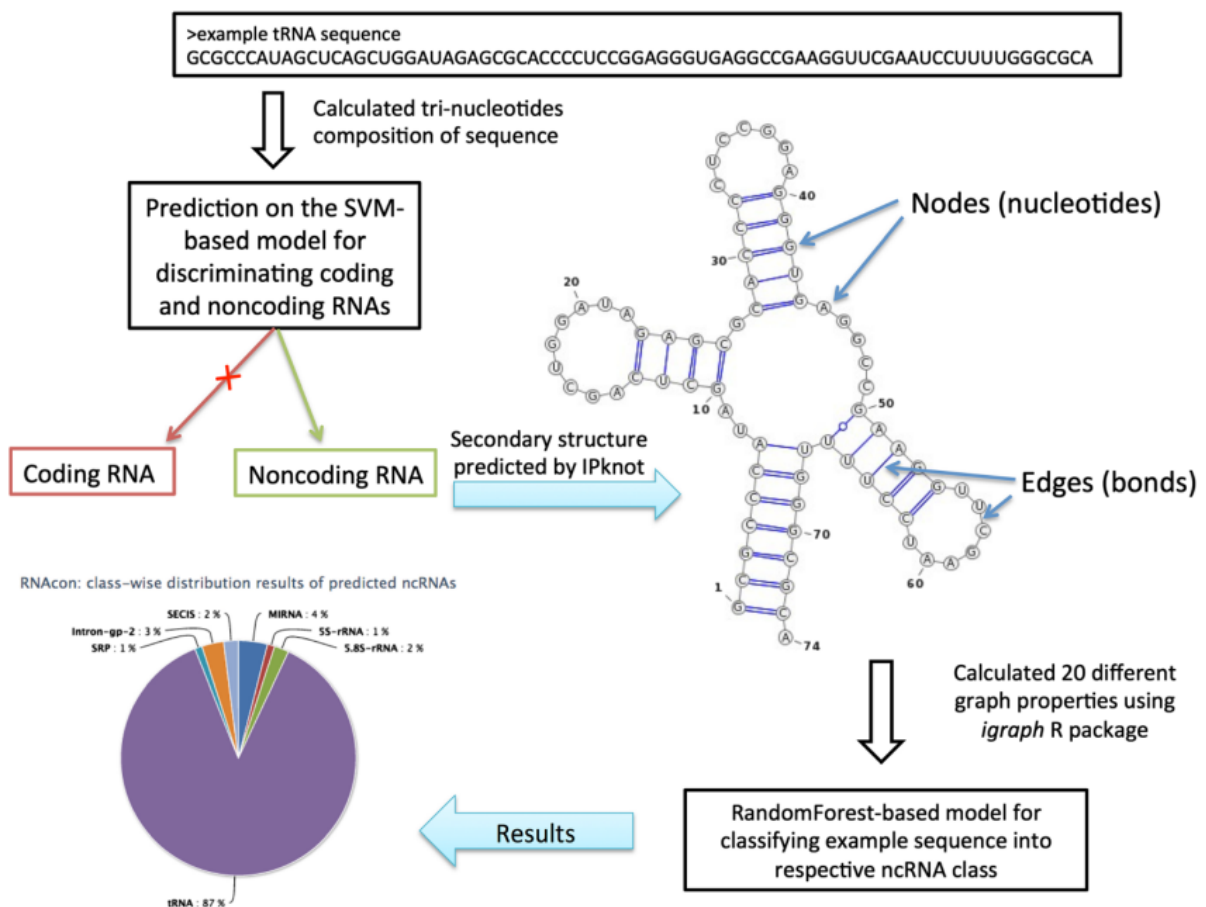 >example tRNA sequence
GCGCCCAUAGCUCAGCUGGAUAGAGCGCACCCCUCCGGAGGGUGAGGCCGAAGGUUCGAAUCCUUUUGGGCGCA
Calculated tri-nucleotides
composition of sequence
Prediction on the SVM-
based model for
discriminating coding
and noncoding RNAs
Coding RNA
Noncoding RNA
Secondary structure
predicted by IPknot
Nodes (nucleotides)
Edges (bonds)
1
10
20
30
40
50
60
70
74
Calculated 20 different
graph properties using
igraph R package
RandomForest-based model for
classifying example sequence into
respective ncRNA class
Results
RNAcon: class-wise distribution results of predicted ncRNAs
SECIS : 2 %
MIRNA : 4 %
Intron-gp-2 : 3 %
5S-rRNA : 1 %
SRP : 1 %
5.8S-rRNA : 2 %
tRNA : 87 %